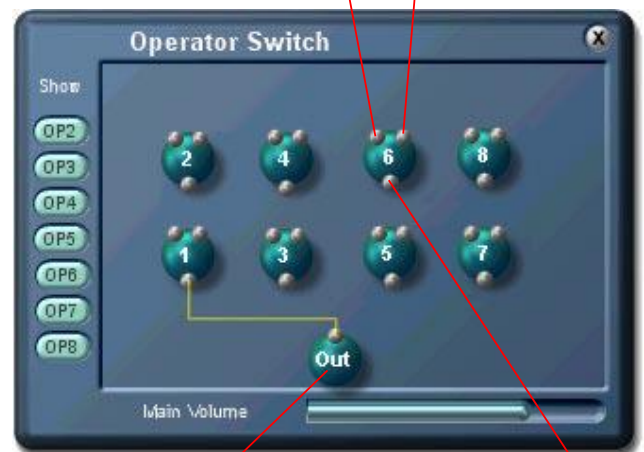 Operator Switch
X
Show
OP2
OP3
OP4
OP5
OP6
OP7
OP8
2 4 6 8
1 3 5 7
Out
Main Volume